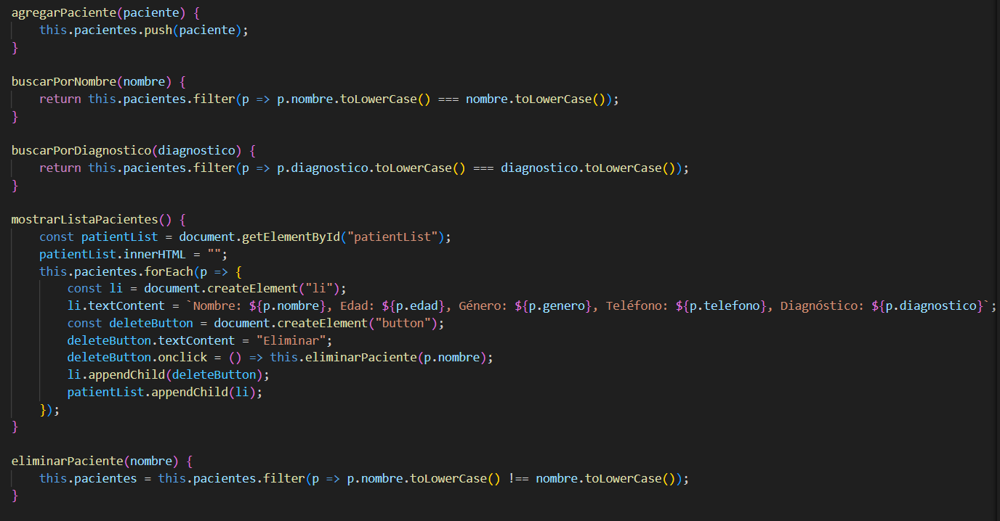 agregarPaciente(paciente) {
    this.pacientes.push(paciente);
}

buscarPorNombre(nombre) {
    return this.pacientes.filter(p => p.nombre.toLowerCase() === nombre.toLowerCase());
}

buscarPorDiagnostico(diagnostico) {
    return this.pacientes.filter(p => p.diagnostico.toLowerCase() === diagnostico.toLowerCase());
}

mostrarListaPacientes() {
    const patientList = document.getElementById("patientList");
    patientList.innerHTML = "";
    this.pacientes.forEach(p => {
        const li = document.createElement("li");
        li.textContent = `Nombre: ${p.nombre}, Edad: ${p.edad}, Género: ${p.genero}, Teléfono: ${p.telefono}, Diagnóstico: ${p.diagnostico}`;
        const deleteButton = document.createElement("button");
        deleteButton.textContent = "Eliminar";
        deleteButton.onclick = () => this.eliminarPaciente(p.nombre);
        li.appendChild(deleteButton);
        patientList.appendChild(li);
    });
}

eliminarPaciente(nombre) {
    this.pacientes = this.pacientes.filter(p => p.nombre.toLowerCase() !== nombre.toLowerCase());
}